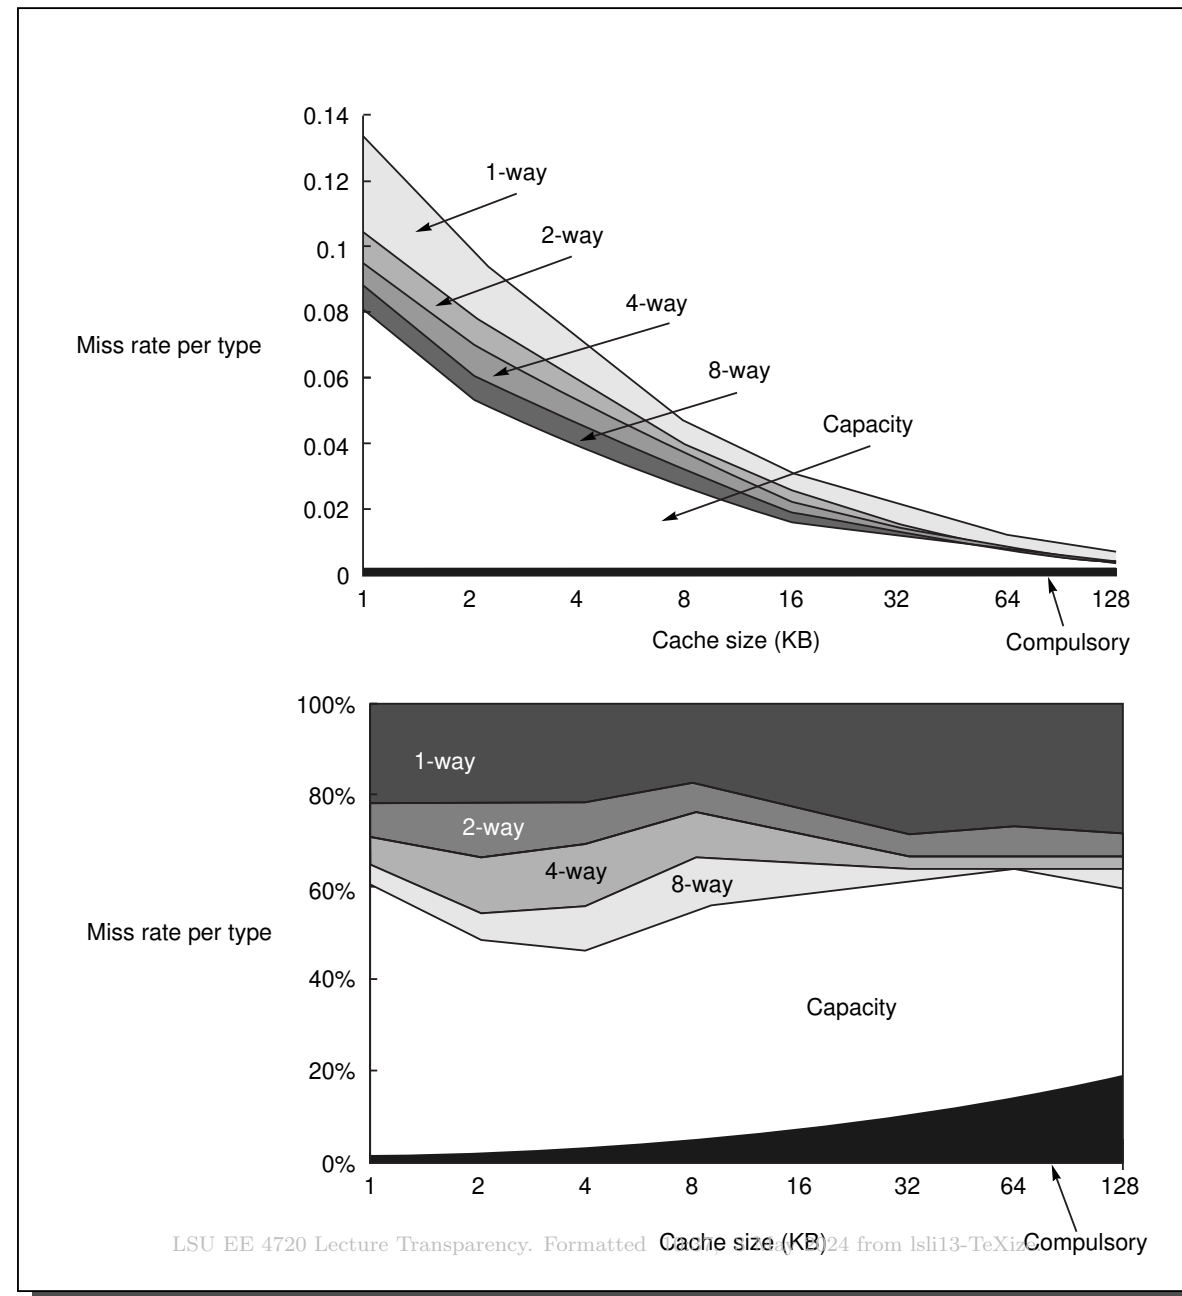 0.14
0.12
0.1
0.08
0.06
0.04
0.02
0
Miss rate per type
1-way
2-way
4-way
8-way
Capacity
1 2 4 8 16 32 64 128
Cache size (KB)
Compulsory
100%
80%
60%
40%
20%
0%
Miss rate per type
1-way
2-way
4-way
8-way
Capacity
1 2 4 8 16 32 64 128
Cache size (KB)
Compulsory
LSU EE 4720 Lecture Transparency. Formatted May 2024 from lsli13-TeXize.